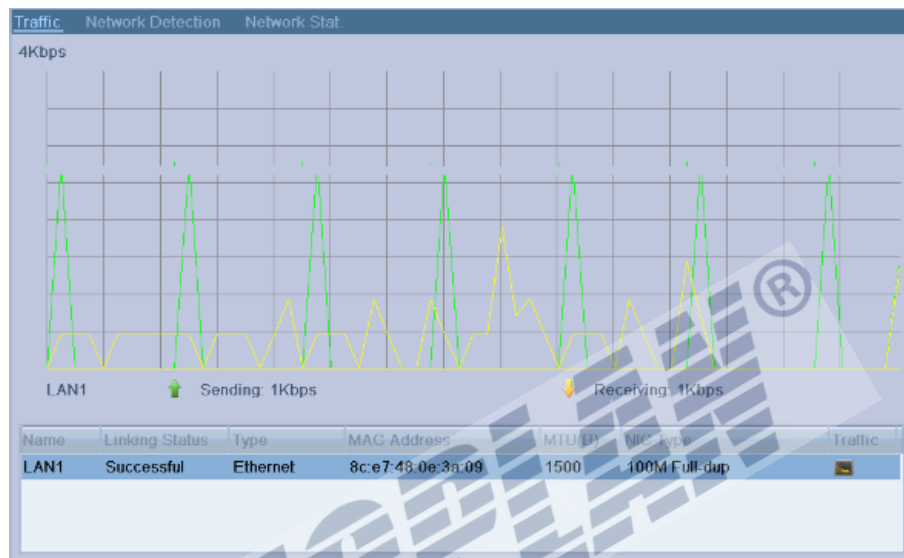 Traffic Network Detection Network Stat.
4Kbps
LAN1 Sending: 1Kbps Receiving: 1Kbps
Name Linking Status Type MAC Address MTU(B) NIC Type Traffic
LAN1 Successful Ethernet 8c:e7:48:0e:3a:09 1500 100M Full-dup
®